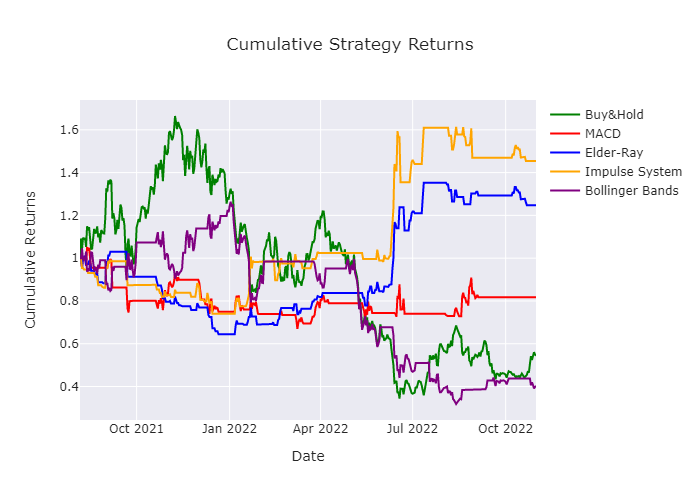 Cumulative Strategy Returns
Cumulative Returns
1.6
1.4
1.2
1
0.8
0.6
0.4
Oct 2021
Jan 2022
Apr 2022
Jul 2022
Oct 2022
Date
Buy&Hold
MACD
Elder-Ray
Impulse System
Bollinger Bands